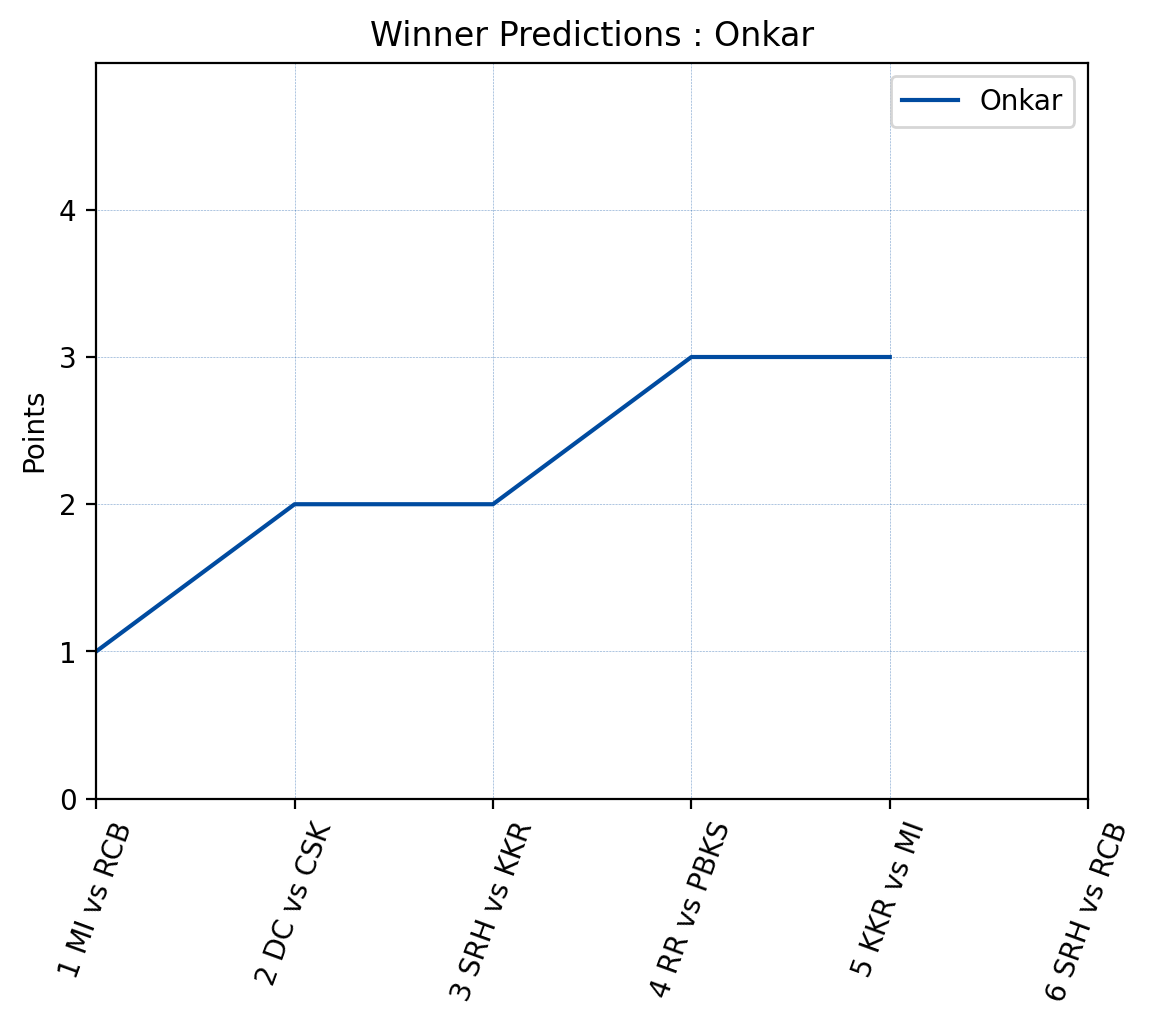 Winner Predictions : Onkar
Onkar
Points
4
3
2
1
0
1 MI vs RCB
2 DC vs CSK
3 SRH vs KKR
4 RR vs PBKS
5 KKR vs MI
6 SRH vs RCB